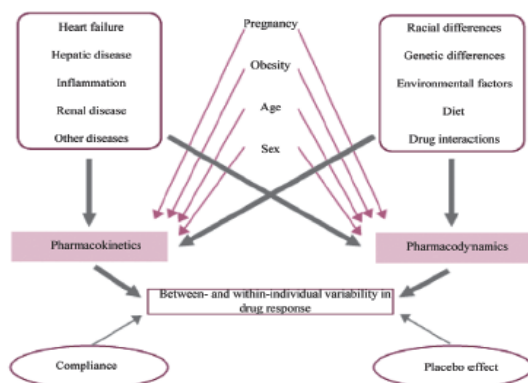 Heart failure
Hepatic disease
Inflammation
Renal disease
Other diseases
Pregnancy
Obesity
Age
Sex
Racial differences
Genetic differences
Environmental factors
Diet
Drug interactions
Pharmacokinetics
Pharmacodynamics
Between- and within-individual variability in
drug response
Compliance
Placebo effect